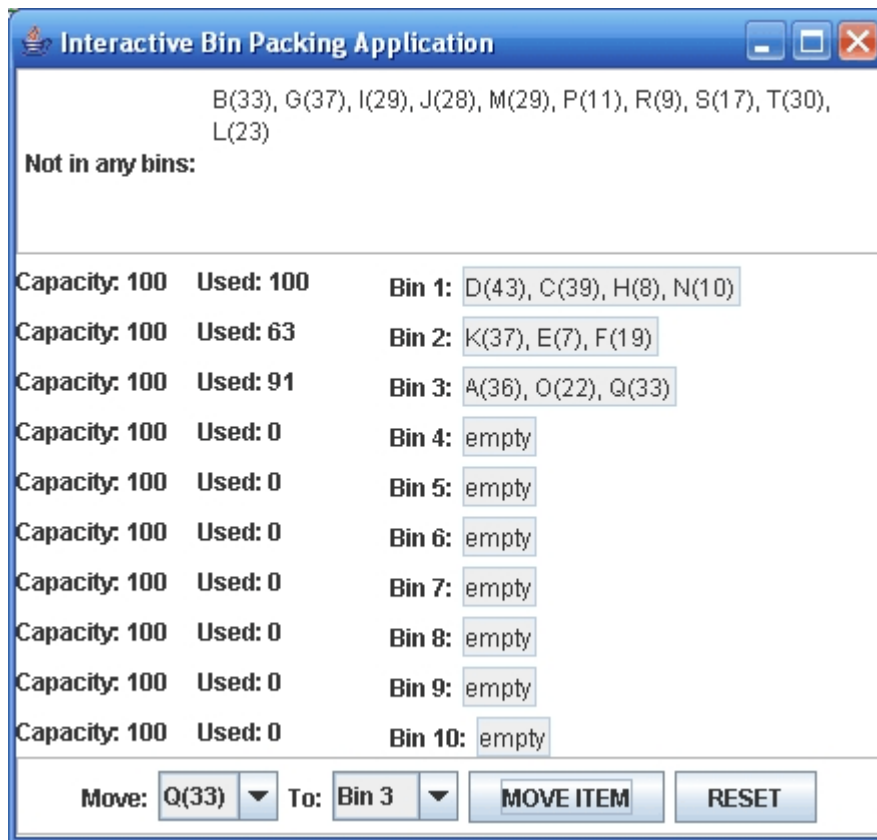 Interactive Bin Packing Application
B(33), G(37), I(29), J(28), M(29), P(11), R(9), S(17), T(30),
L(23)
Not in any bins:
Capacity: 100 Used: 100 Bin 1: D(43), C(39), H(8), N(10)
Capacity: 100 Used: 63 Bin 2: K(37), E(7), F(19)
Capacity: 100 Used: 91 Bin 3: A(36), O(22), Q(33)
Capacity: 100 Used: 0 Bin 4: empty
Capacity: 100 Used: 0 Bin 5: empty
Capacity: 100 Used: 0 Bin 6: empty
Capacity: 100 Used: 0 Bin 7: empty
Capacity: 100 Used: 0 Bin 8: empty
Capacity: 100 Used: 0 Bin 9: empty
Capacity: 100 Used: 0 Bin 10: empty
Move: Q(33) To: Bin 3 MOVE ITEM RESET